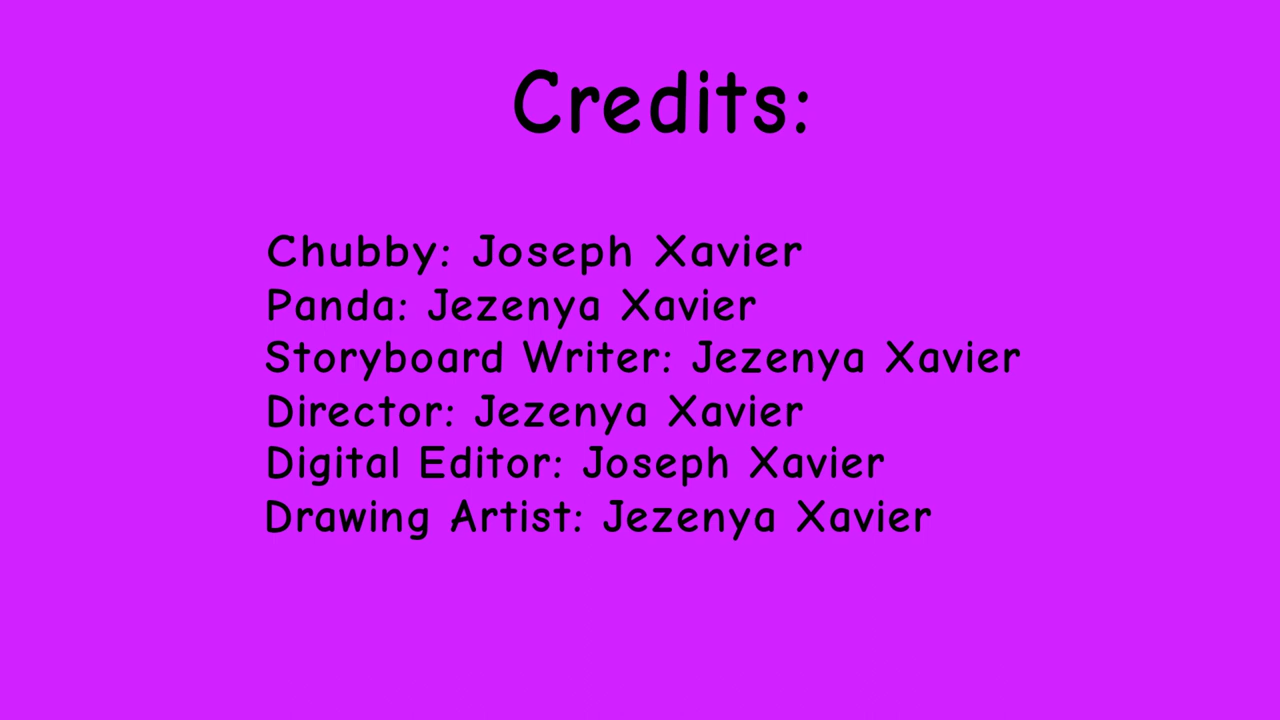 Credits:
Chubby: Joseph Xavier
Panda: Jezenya Xavier
Storyboard Writer: Jezenya Xavier
Director: Jezenya Xavier
Digital Editor: Joseph Xavier
Drawing Artist: Jezenya Xavier